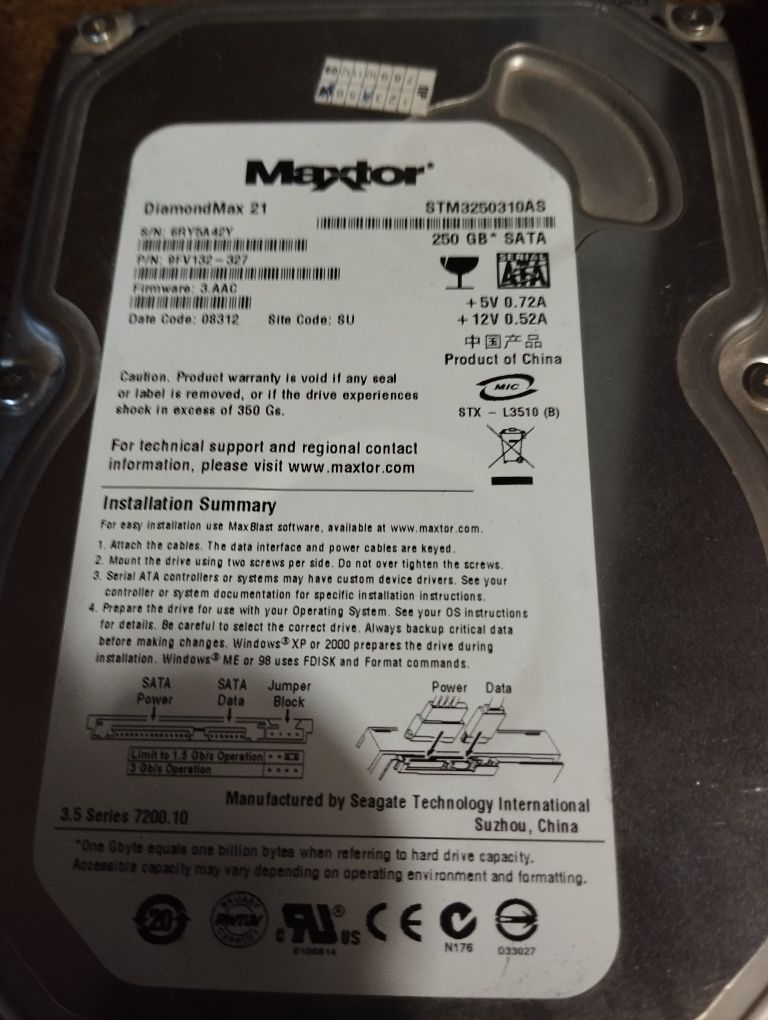 Maxtor
DiamondMax 21
STM3250310AS
S/N: 6RY5A42Y
250 GB* SATA
P/N: 9FV132-327
SERIAL
ATA
Firmware: 3.AAC
+5V 0.72A
Date Code: 08312 Site Code: SU
+12V 0.52A
中国产品
Product of China
MIC
STX - L3510 (B)
Caution. Product warranty is void if any seal
or label is removed, or if the drive experiences
shock in excess of 350 Gs.
For technical support and regional contact
information, please visit www.maxtor.com
Installation Summary
For easy installation use MaxBlast software, available at www.maxtor.com.
1. Attach the cables. The data interface and power cables are keyed.
2. Mount the drive using two screws per side. Do not over tighten the screws.
3. Serial ATA controllers or systems may have custom device drivers. See your
controller or system documentation for specific installation instructions.
4. Prepare the drive for use with your Operating System. See your OS instructions
for details. Be careful to select the correct drive. Always backup critical data
before making changes. Windows® XP or 2000 prepares the drive during
installation. Windows® ME or 98 uses FDISK and Format commands.
SATA Power
SATA Data
Jumper Block
Power Data
Limit to 1.5 Gb/s Operation
3 Gb/s Operation
Manufactured by Seagate Technology International
3.5 Series 7200.10
Suzhou, China
*One Gbyte equals one billion bytes when referring to hard drive capacity.
Accessible capacity may vary depending on operating environment and formatting.
20
c RU® US
CE
E106814
N176
D33027